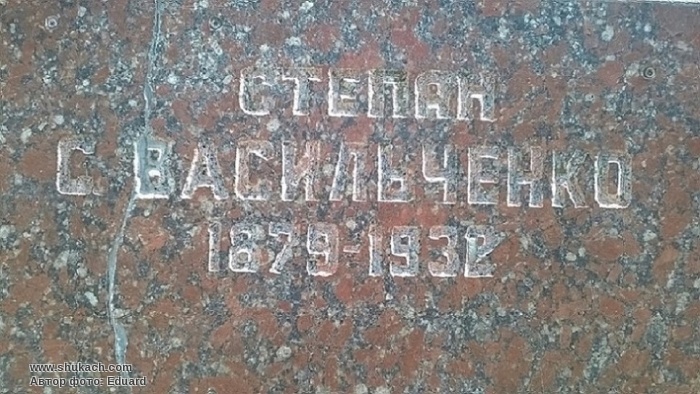 СТЕПАН
С. ВАСИЛЬЧЕНКО
1879-1932
www.shukach.com
Автор фото: Eduard